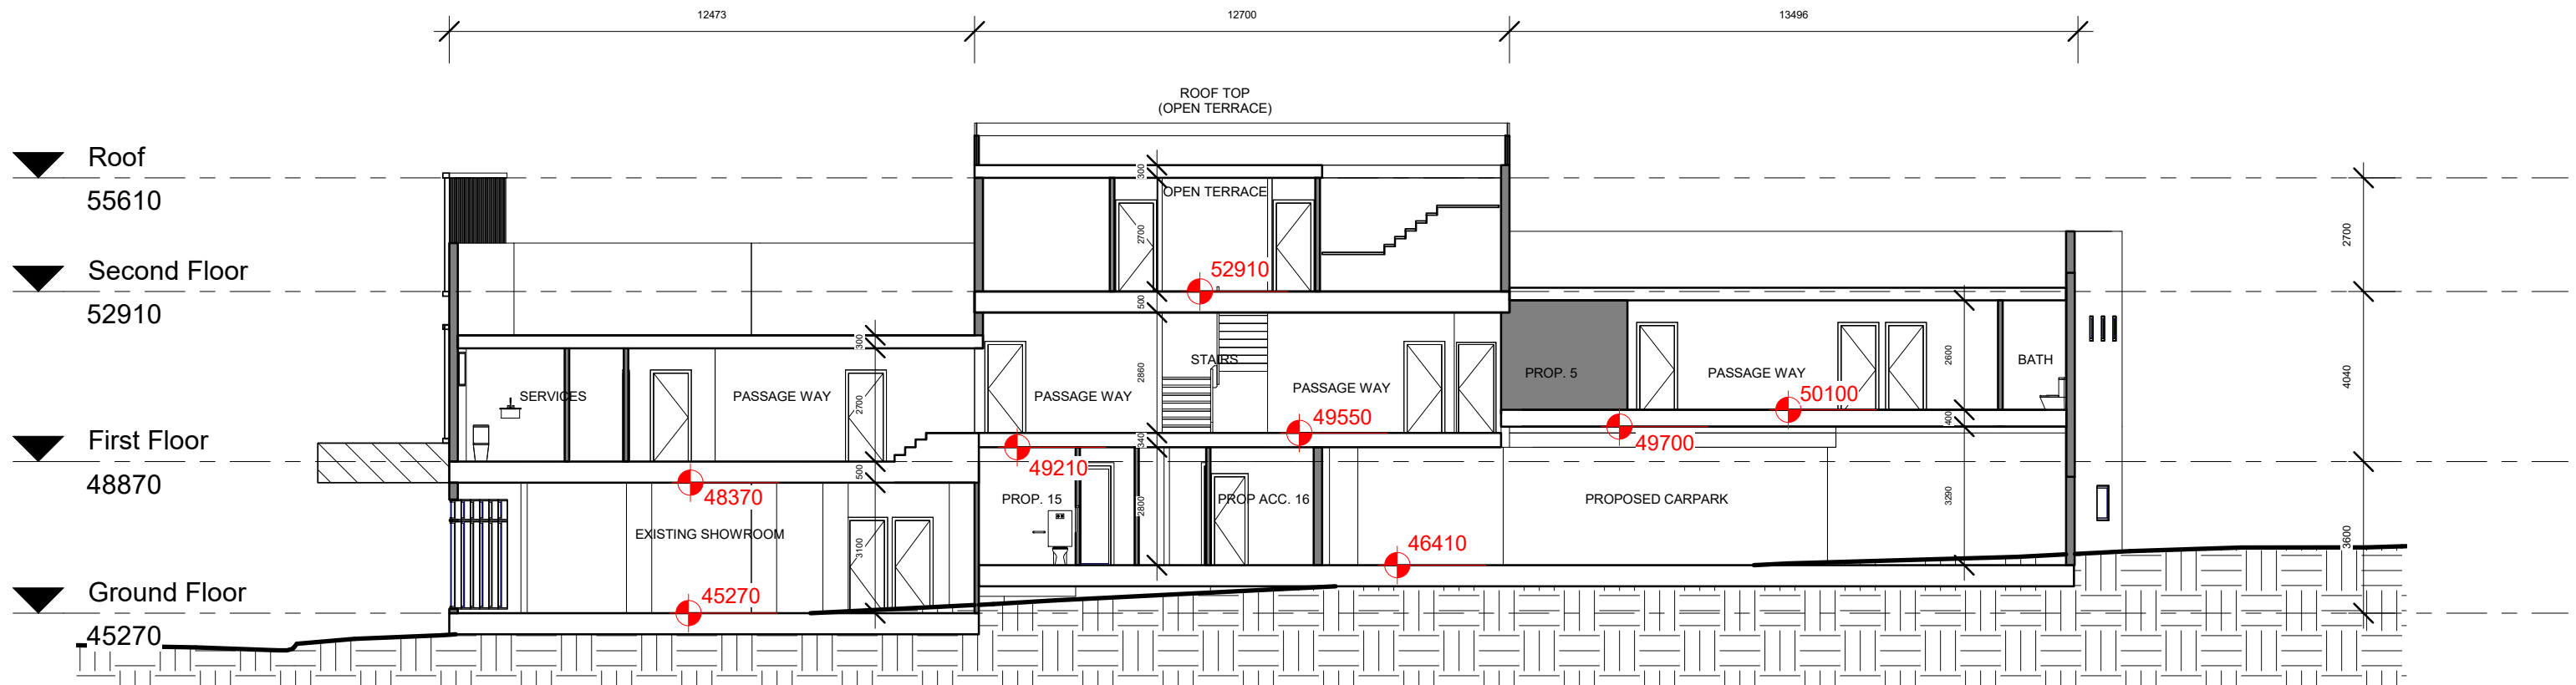 12473
12700
13496
ROOF TOP
(OPEN TERRACE)
Roof
55610
300
OPEN TERRACE
2700
2700
Second Floor
52910
52910
500
300
STAIRS
2860
2600
BATH
PROP. 5
PASSAGE WAY
4040
SERVICES
PASSAGE WAY
2700
PASSAGE WAY
PASSAGE WAY
50100
49550
400
First Floor
48870
340
49700
49210
500
48370
PROP. 15
2800
PROP ACC. 16
PROPOSED CARPARK
3290
EXISTING SHOWROOM
3100
46410
3600
Ground Floor
45270
45270